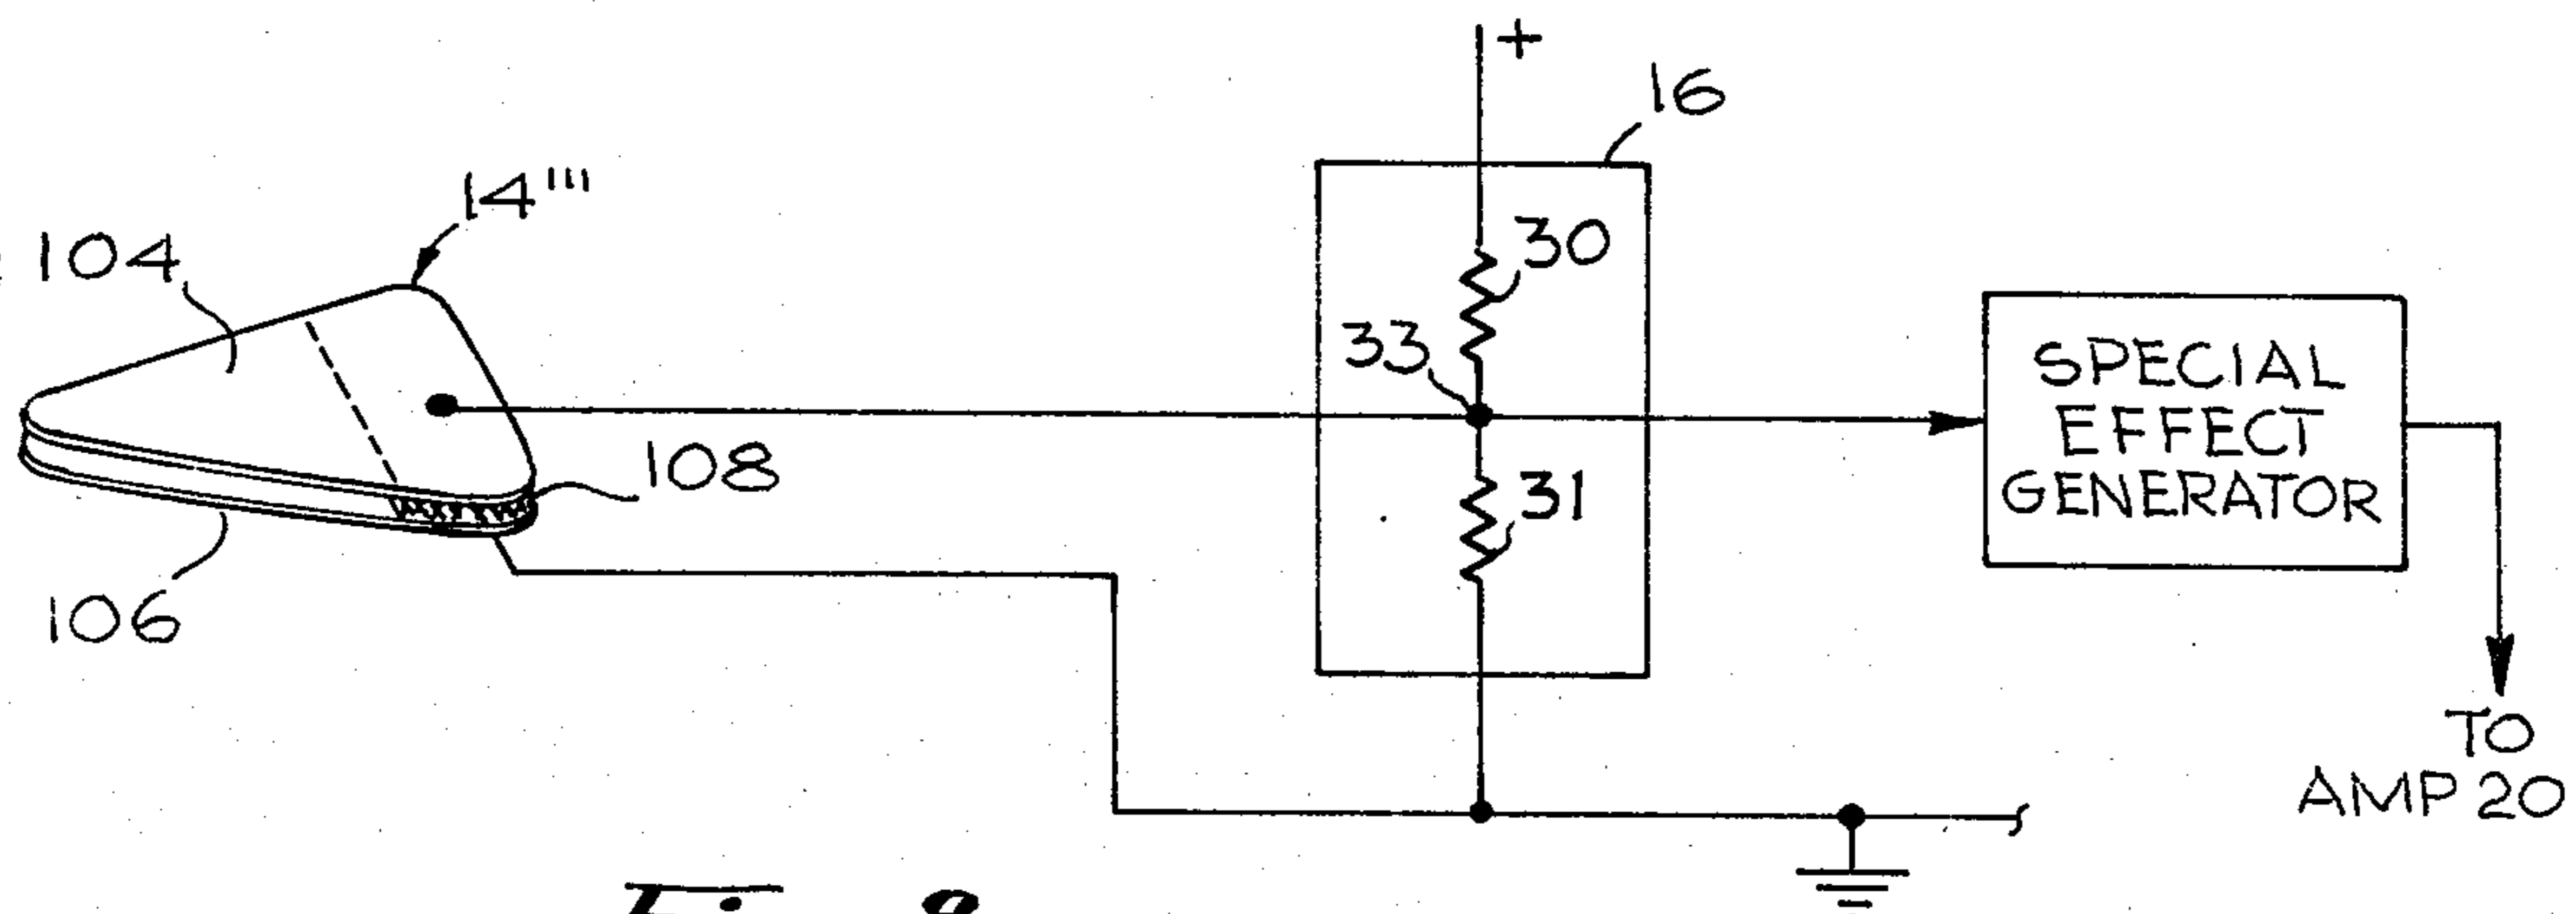 +
16
14'''
104
30
33
SPECIAL
EFFECT
GENERATOR
108
31
106
TO
AMP 20